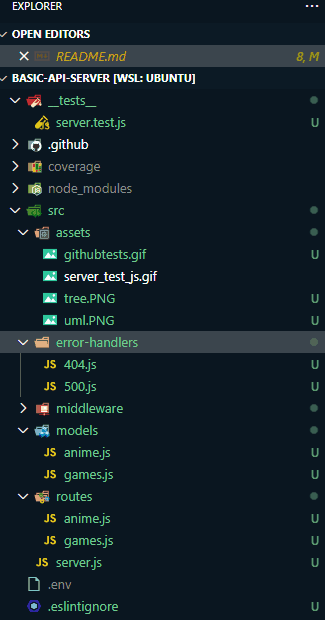 EXPLORER ...
OPEN EDITORS
README.md 8, M
BASIC-API-SERVER [WSL: UBUNTU]
__tests__
server.test.js U
.github
coverage
node_modules
src
assets
githubtests.gif U
server_test_js.gif U
tree.PNG U
uml.PNG U
error-handlers
JS 404.js U
JS 500.js U
middleware
models
JS anime.js U
JS games.js U
routes
JS anime.js U
JS games.js U
JS server.js U
.env
.eslintignore U